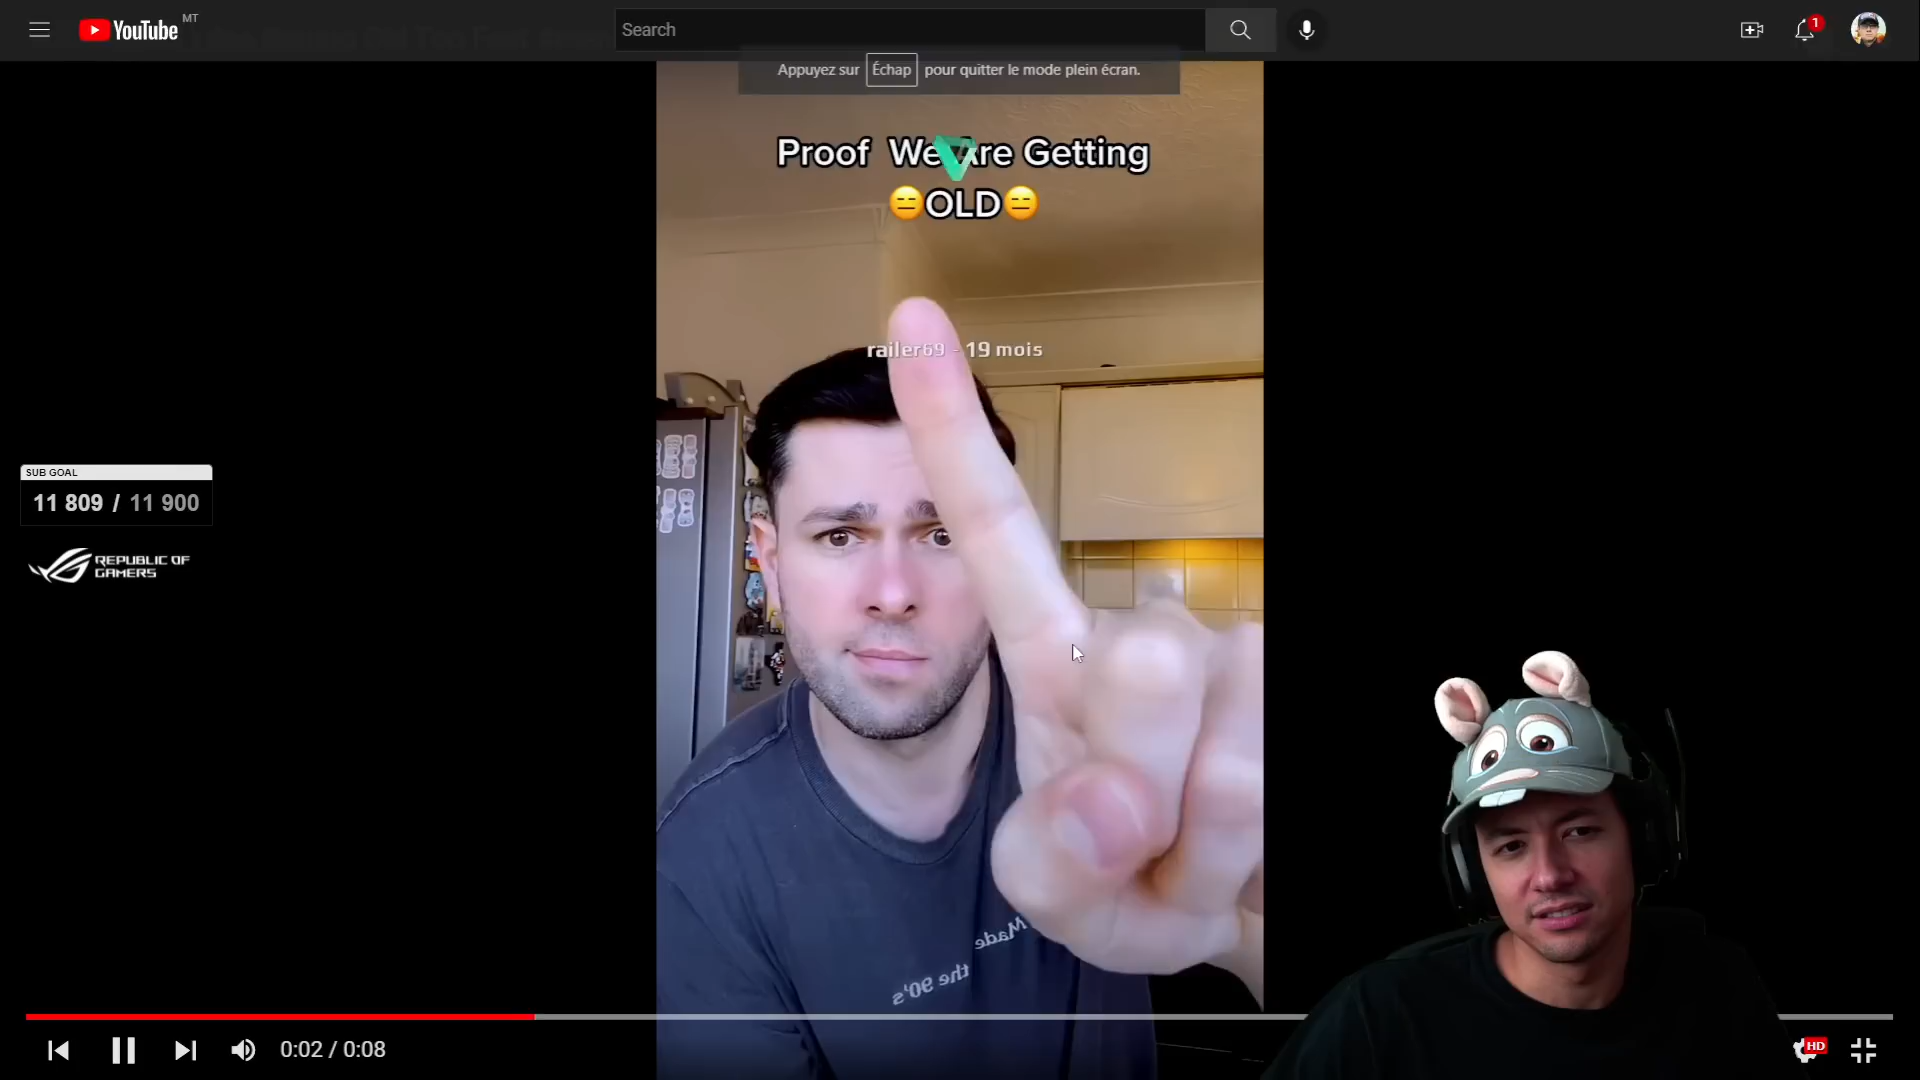 YouTube MT
Search
1
Appuyez sur Échap pour quitter le mode plein écran.
Proof We Are Getting
😑OLD😑
railer69 - 19 mois
SUB GOAL
11 809 / 11 900
REPUBLIC OF
GAMERS
Made
the 90's
0:02 / 0:08
HD